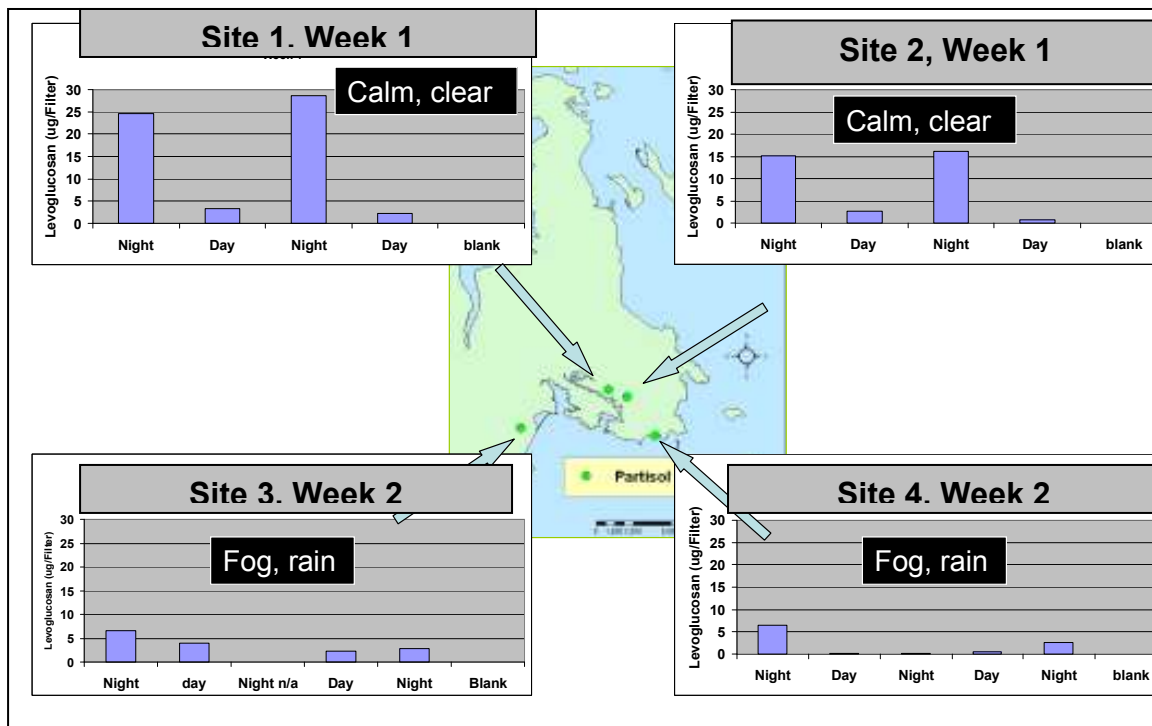 Site 1. Week 1
Calm, clear
Levoglucosan (ug/Filter)
30
25
20
15
10
5
0
Night Day Night Day blank
Site 2, Week 1
Calm, clear
Levoglucosan (ug/Filter)
30
25
20
15
10
5
0
Night Day Night Day blank
Partisol
Site 3. Week 2
Fog, rain
Levoglucosan (ug/Filter)
30
25
20
15
10
5
0
Night day Night n/a Day Night Blank
Site 4. Week 2
Fog, rain
Levoglucosan (ug/Filter)
30
25
20
15
10
5
0
Night Day Night Day Night blank